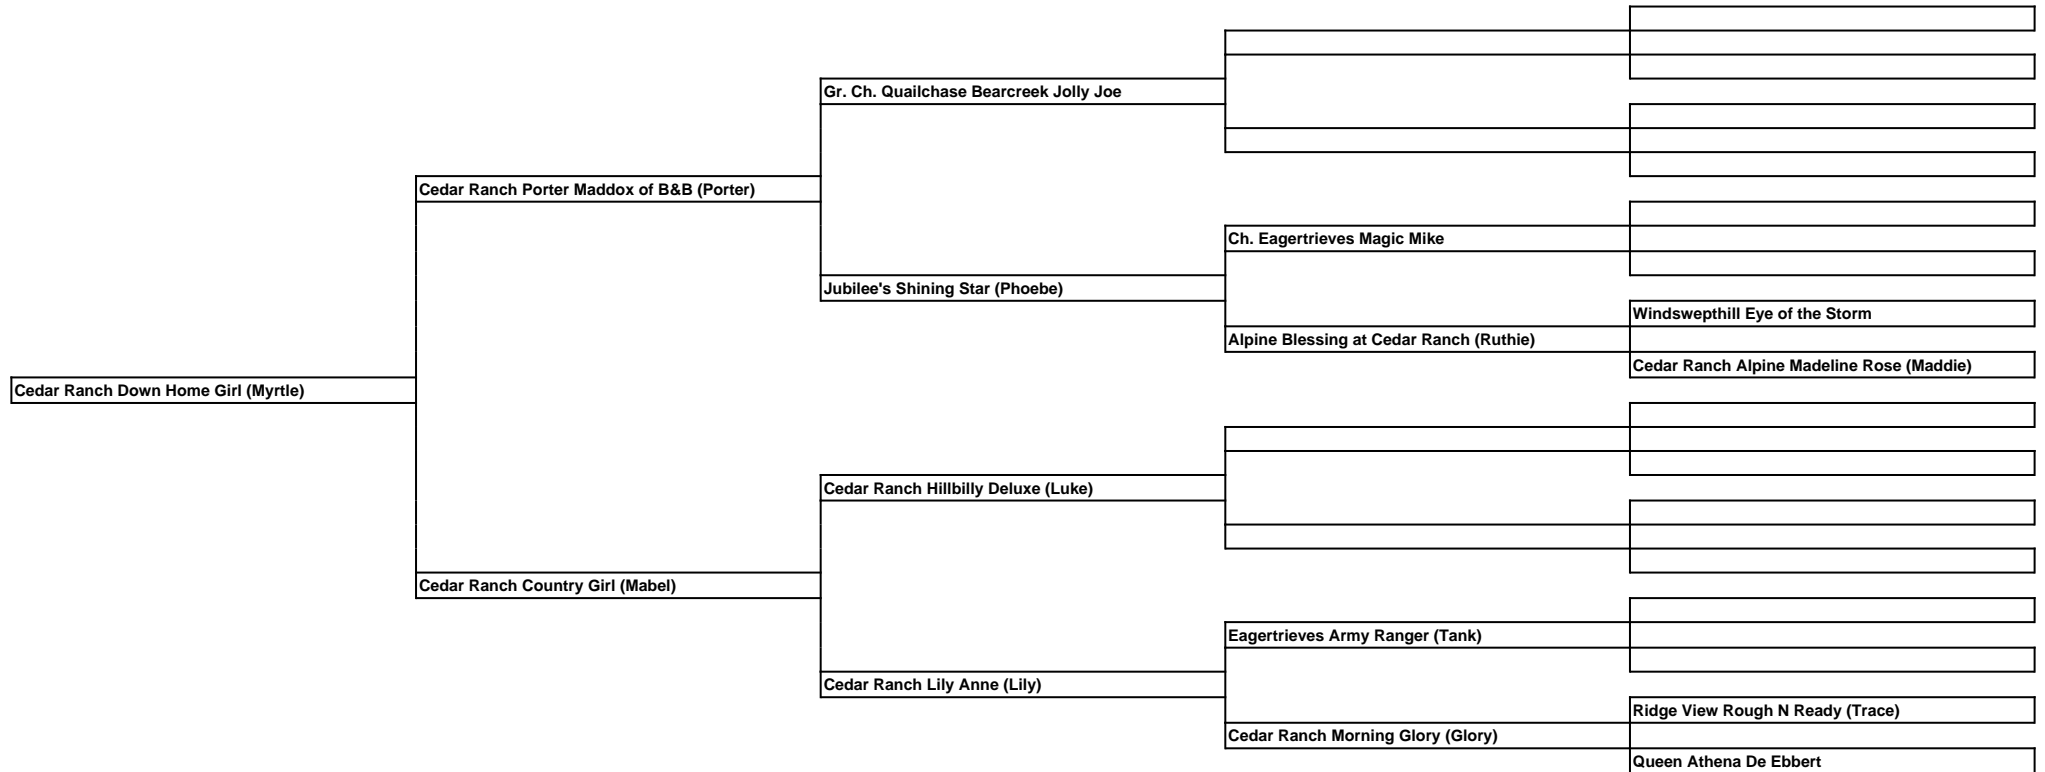 Gr. Ch. Quailchase Bearcreek Jolly Joe
Cedar Ranch Porter Maddox of B&B (Porter)
Ch. Eagertrieves Magic Mike
Jubilee's Shining Star (Phoebe)
Windswepthill Eye of the Storm
Alpine Blessing at Cedar Ranch (Ruthie)
Cedar Ranch Alpine Madeline Rose (Maddie)
Cedar Ranch Down Home Girl (Myrtle)
Cedar Ranch Hillbilly Deluxe (Luke)
Cedar Ranch Country Girl (Mabel)
Eagertrieves Army Ranger (Tank)
Cedar Ranch Lily Anne (Lily)
Ridge View Rough N Ready (Trace)
Cedar Ranch Morning Glory (Glory)
Queen Athena De Ebbert